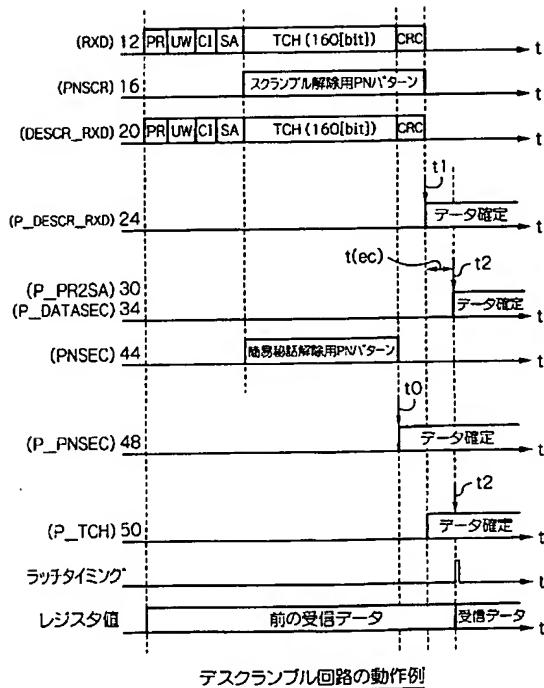 (RXD) 12 PR UW CI SA TCH (160[bit]) CRC t
(PNSCR) 16 スクランブル解除用PNパターン t
(DESCR_RXD) 20 PR UW CI SA TCH (160[bit]) CRC t
t1
(P_DESCR_RXD) 24 データ確定 t
t(ec) t2
(P_PR2SA) 30
(P_DATASEC) 34 データ確定 t
(PNSEC) 44 簡易秘話解除用PNパターン t
t0
(P_PNSEC) 48 データ確定 t
t2
(P_TCH) 50 データ確定 t
ラッチタイミング t
レジスタ値 前の受信データ 受信データ t
デスクランブル回路の動作例